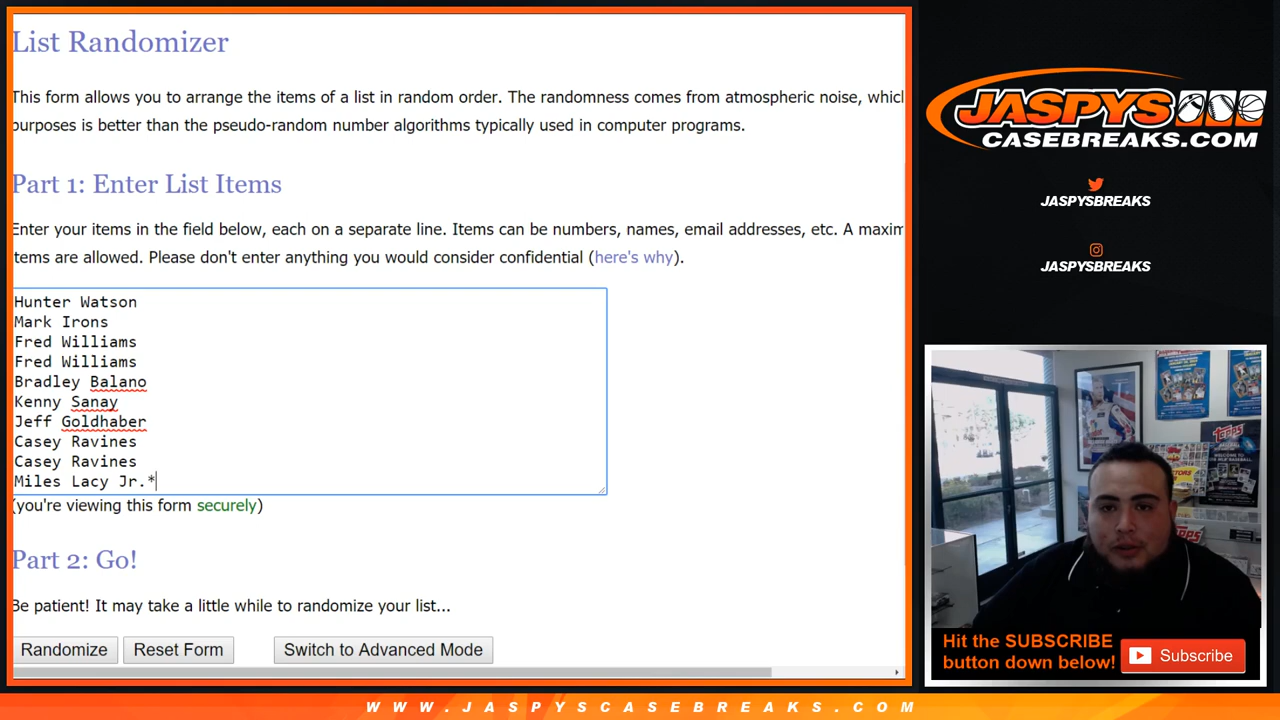 List Randomizer
This form allows you to arrange the items of a list in random order. The randomness comes from atmospheric noise, which
purposes is better than the pseudo-random number algorithms typically used in computer programs.
Part 1: Enter List Items
Enter your items in the field below, each on a separate line. Items can be numbers, names, email addresses, etc. A maxim
items are allowed. Please don't enter anything you would consider confidential (here's why).
Hunter Watson
Mark Irons
Fred Williams
Fred Williams
Bradley Balano
Kenny Sanay
Jeff Goldhaber
Casey Ravines
Casey Ravines
Miles Lacy Jr.*
(you're viewing this form securely)
Part 2: Go!
Be patient! It may take a little while to randomize your list...
Randomize Reset Form Switch to Advanced Mode
JASPYS
CASEBREAKS.COM
JASPYSBREAKS
JASPYSBREAKS
TOPPS
WELCOME TO
Hit the SUBSCRIBE
button down below!
Subscribe
WWW.JASPYSCASEBREAKS.COM